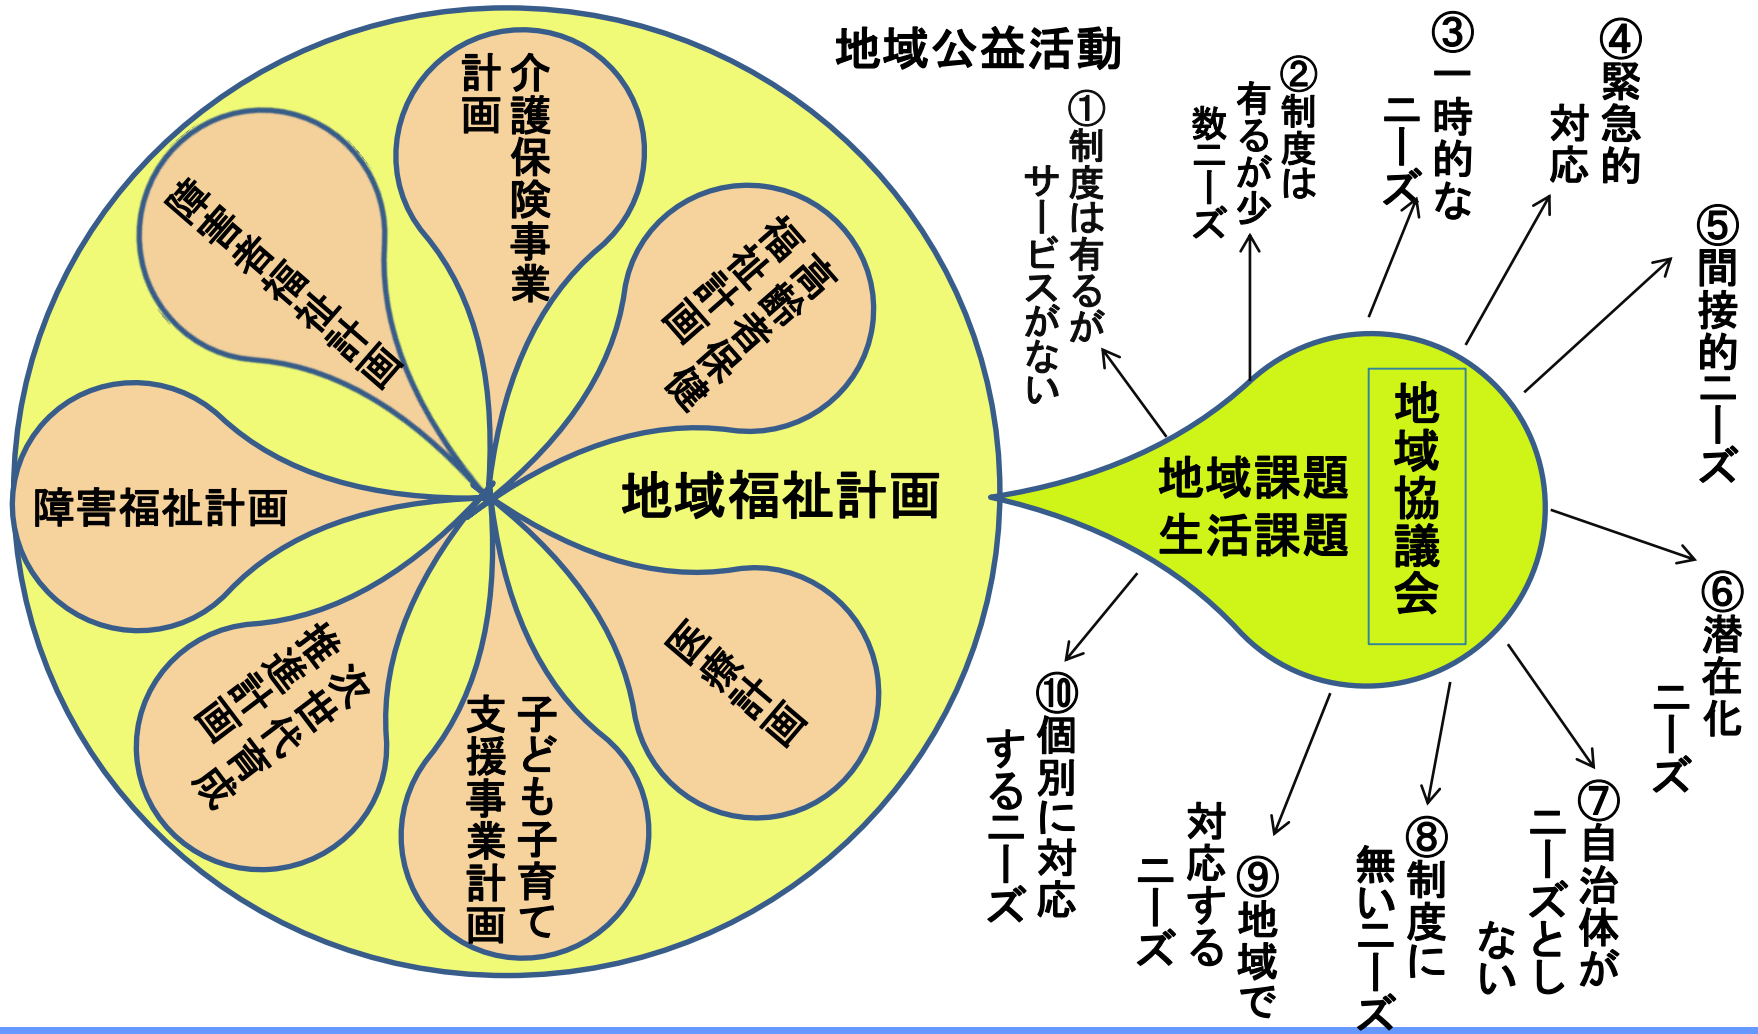 地域公益活動
介護保険事業
計画
高齢者保健
福祉計画
障害者福祉計画
障害福祉計画
次世代育成
推進計画
子ども子育て
支援事業計画
医療計画
地域福祉計画
地域課題
生活課題
地域協議会
①制度は有るが
サービスがない
②制度は
有るが少
数ニーズ
③一時的な
ニーズ
④緊急的
対応
⑤間接的ニーズ
⑥潜在化
ニーズ
⑦自治体が
ニーズとし
ない
⑧制度に
無いニーズ
⑨地域で
対応する
ニーズ
⑩個別に対応
するニーズ